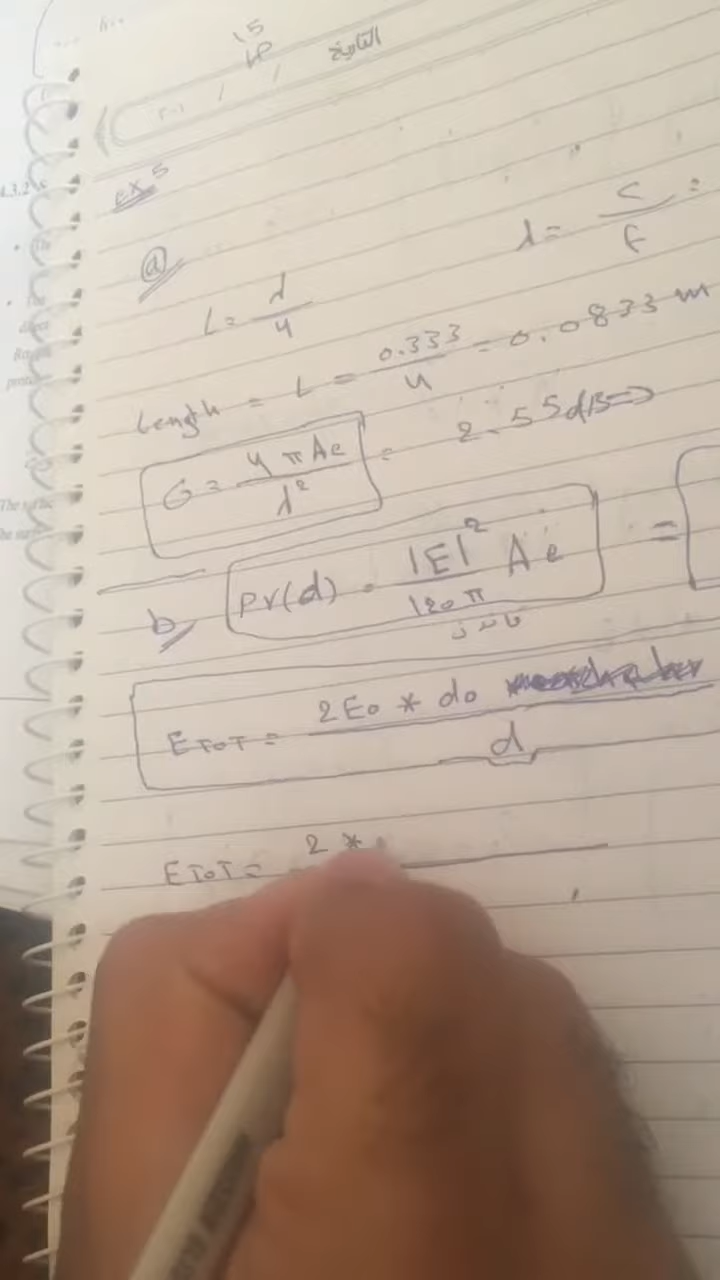 التاريخ / /
ex 5
ⓐ
L = λ/4
λ = C/F =
Length = L = 0.333/4 = 0.0833 m
G = 4πAe/λ² = 2.55dB =>
b Pr(d) = |E|²/120π Ae =
ETOT = 2E0 * d0 / d
ETOT = 2 *